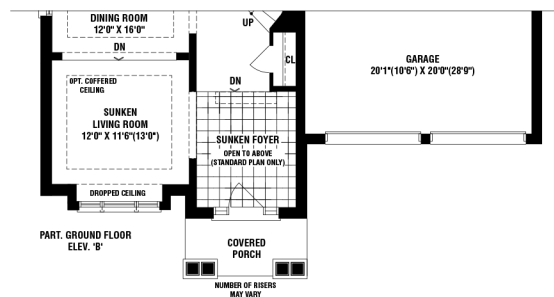 DINING ROOM
12'0" X 16'0"
UP
DN
CL
GARAGE
20'1"(10'6") X 20'0"(28'9")
OPT. COFFERED
CEILING
DN
SUNKEN
LIVING ROOM
12'0" X 11'6"(13'0")
SUNKEN FOYER
OPEN TO ABOVE
(STANDARD PLAN ONLY)
DROPPED CEILING
PART. GROUND FLOOR
ELEV. 'B'
COVERED
PORCH
NUMBER OF RISERS
MAY VARY